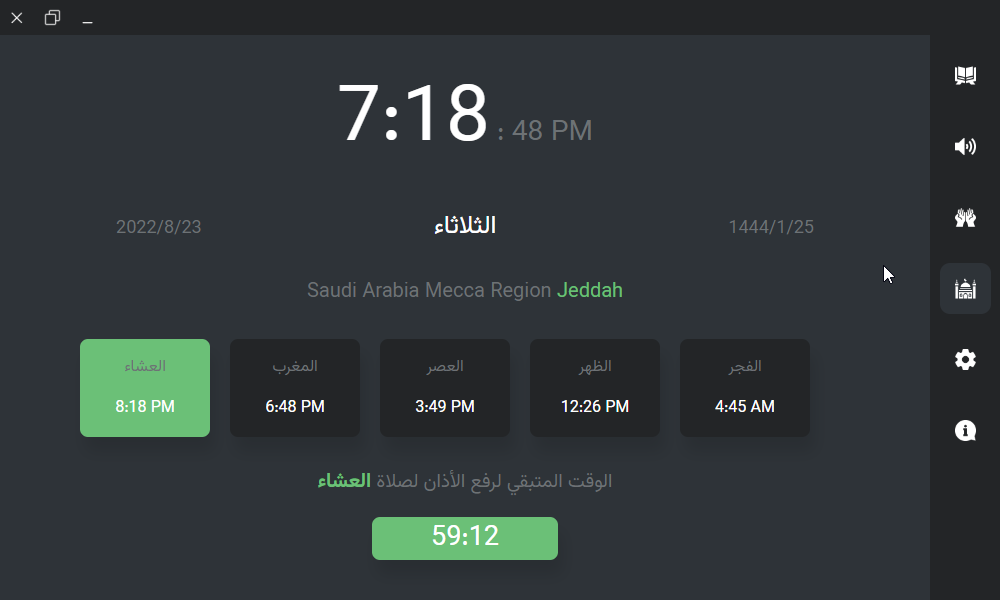 7:18 : 48 PM
1444/1/25
الثلاثاء
2022/8/23
Saudi Arabia Mecca Region Jeddah
الفجر
4:45 AM
الظهر
12:26 PM
العصر
3:49 PM
المغرب
6:48 PM
العشاء
8:18 PM
الوقت المتبقي لرفع الأذان لصلاة العشاء
59:12